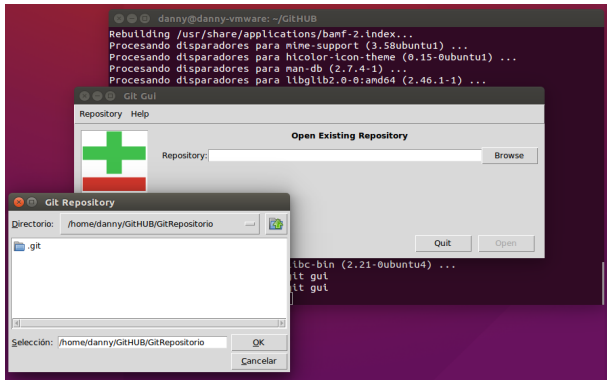 danny@danny-vmware: ~/GitHUB
Rebuilding /usr/share/applications/bamf-2.index...
Procesando disparadores para mime-support (3.58ubuntu1) ...
Procesando disparadores para hicolor-icon-theme (0.15-0ubuntu1) ...
Procesando disparadores para man-db (2.7.4-1) ...
Procesando disparadores para libglib2.0-0:amd64 (2.46.1-1) ...
Git Gui
Repository Help
Open Existing Repository
Repository:
Browse
Git Repository
Directorio: /home/danny/GitHUB/GitRepositorio
.git
Quit Open
libc-bin (2.21-0ubuntu4) ...
git gui
git gui
Selección: /home/danny/GitHUB/GitRepositorio OK
Cancelar